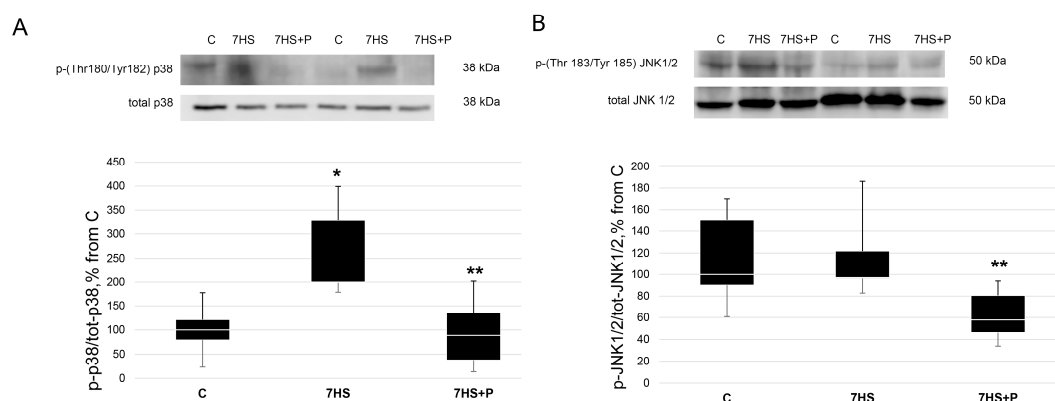 A
C 7HS 7HS+P C 7HS 7HS+P
p-(Thr180/Tyr182) p38 38 kDa
total p38 38 kDa
p-p38/tot-p38,% from C
450
400
350
300
250
200
150
100
50
0
*
**
C 7HS 7HS+P
B
C 7HS 7HS+P C 7HS 7HS+P
p-(Thr 183/Tyr 185) JNK1/2 50 kDa
total JNK 1/2 50 kDa
p-JNK1/2/tot-JNK1/2,% from C
200
180
160
140
120
100
80
60
40
20
0
**
C 7HS 7HS+P